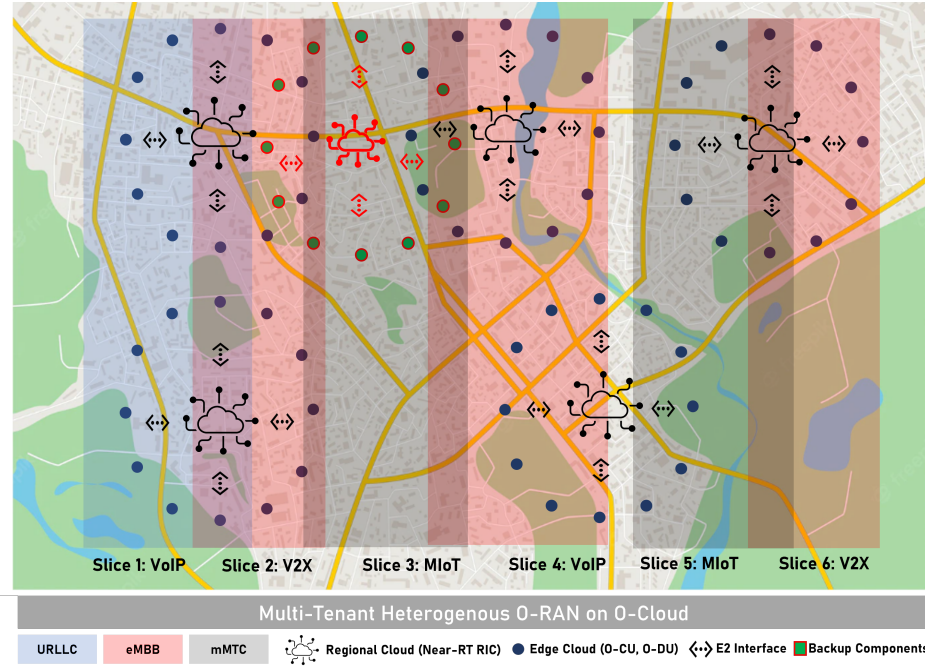 Slice 1: VoIP Slice 2: V2X Slice 3: MIoT Slice 4: VoIP Slice 5: MIoT Slice 6: V2X
Multi-Tenant Heterogenous O-RAN on O-Cloud
URLLC eMBB mMTC Regional Cloud (Near-RT RIC) Edge Cloud (O-CU, O-DU) E2 Interface Backup Components